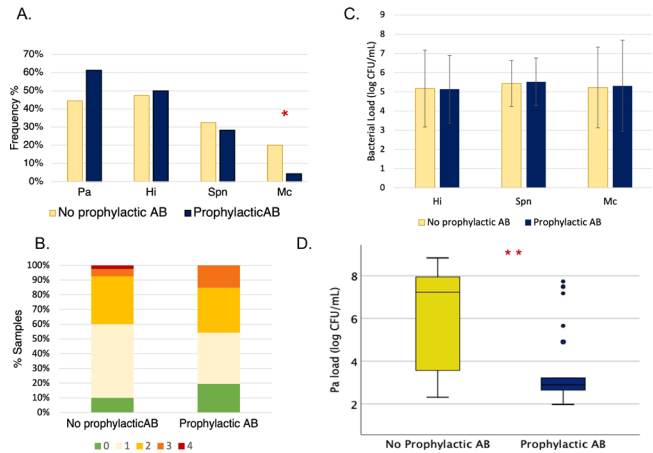 A.
70%
60%
50%
40%
30%
20%
10%
0%
Frequency %
*
Pa Hi Spn Mc
No prophylactic AB ProphylacticAB
B.
100%
90%
80%
70%
60%
50%
40%
30%
20%
10%
0%
% Samples
No prophylacticAB Prophylactic AB
0 1 2 3 4
C.
9
8
7
6
5
4
3
2
1
0
Bacterial Load (log CFU/mL)
Hi Spn Mc
No prophylactic AB Prophylactic AB
D.
**
8
6
4
2
Pa load (log CFU/mL)
No Prophylactic AB Prophylactic AB